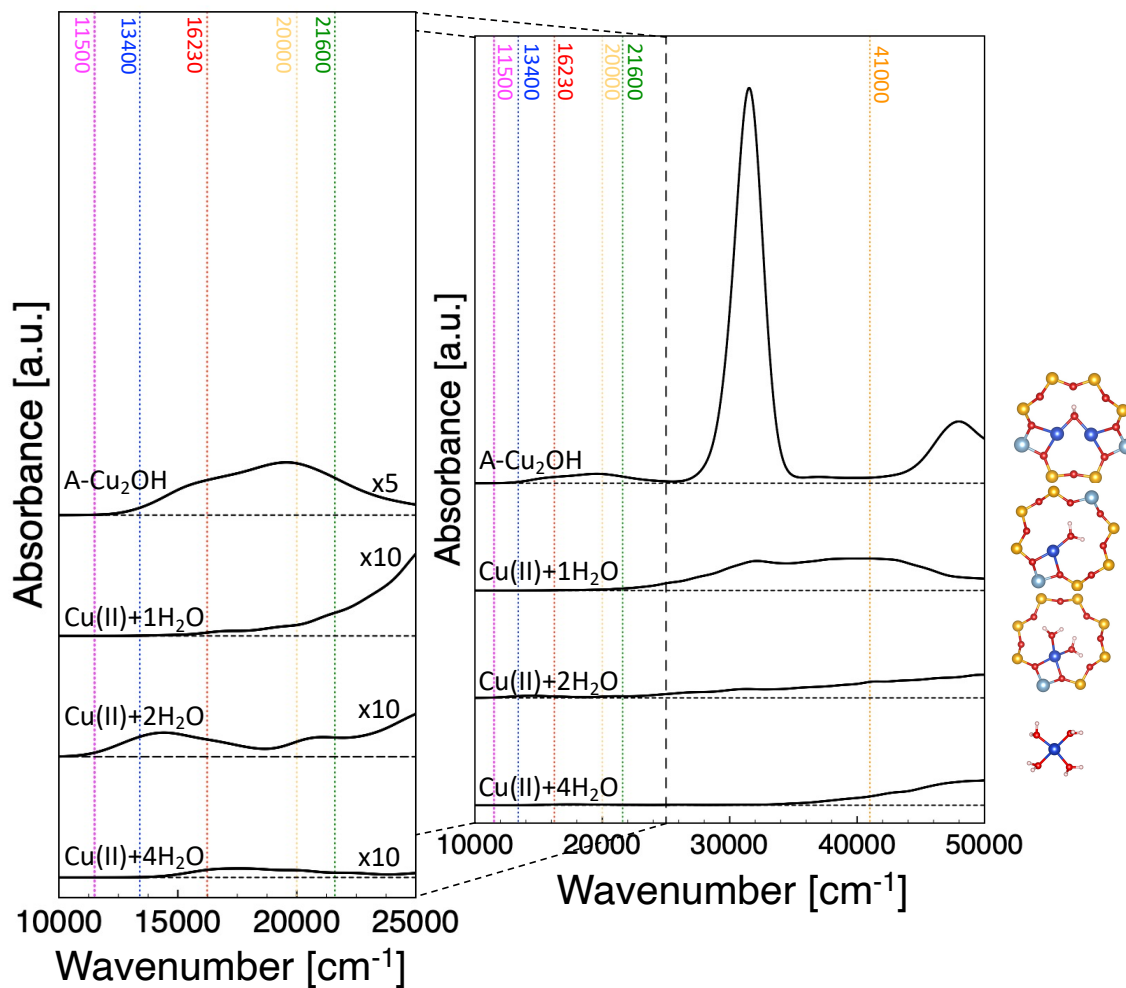 11500
13400
16230
20000
21600
A-Cu₂OH
x5
Cu(II)+1H₂O
x10
Cu(II)+2H₂O
x10
Cu(II)+4H₂O
x10
Absorbance [a.u.]
10000 15000 20000 25000
Wavenumber [cm⁻¹]
11500
13400
16230
20000
21600
41000
A-Cu₂OH
Cu(II)+1H₂O
Cu(II)+2H₂O
Cu(II)+4H₂O
Absorbance [a.u.]
10000 20000 30000 40000 50000
Wavenumber [cm⁻¹]